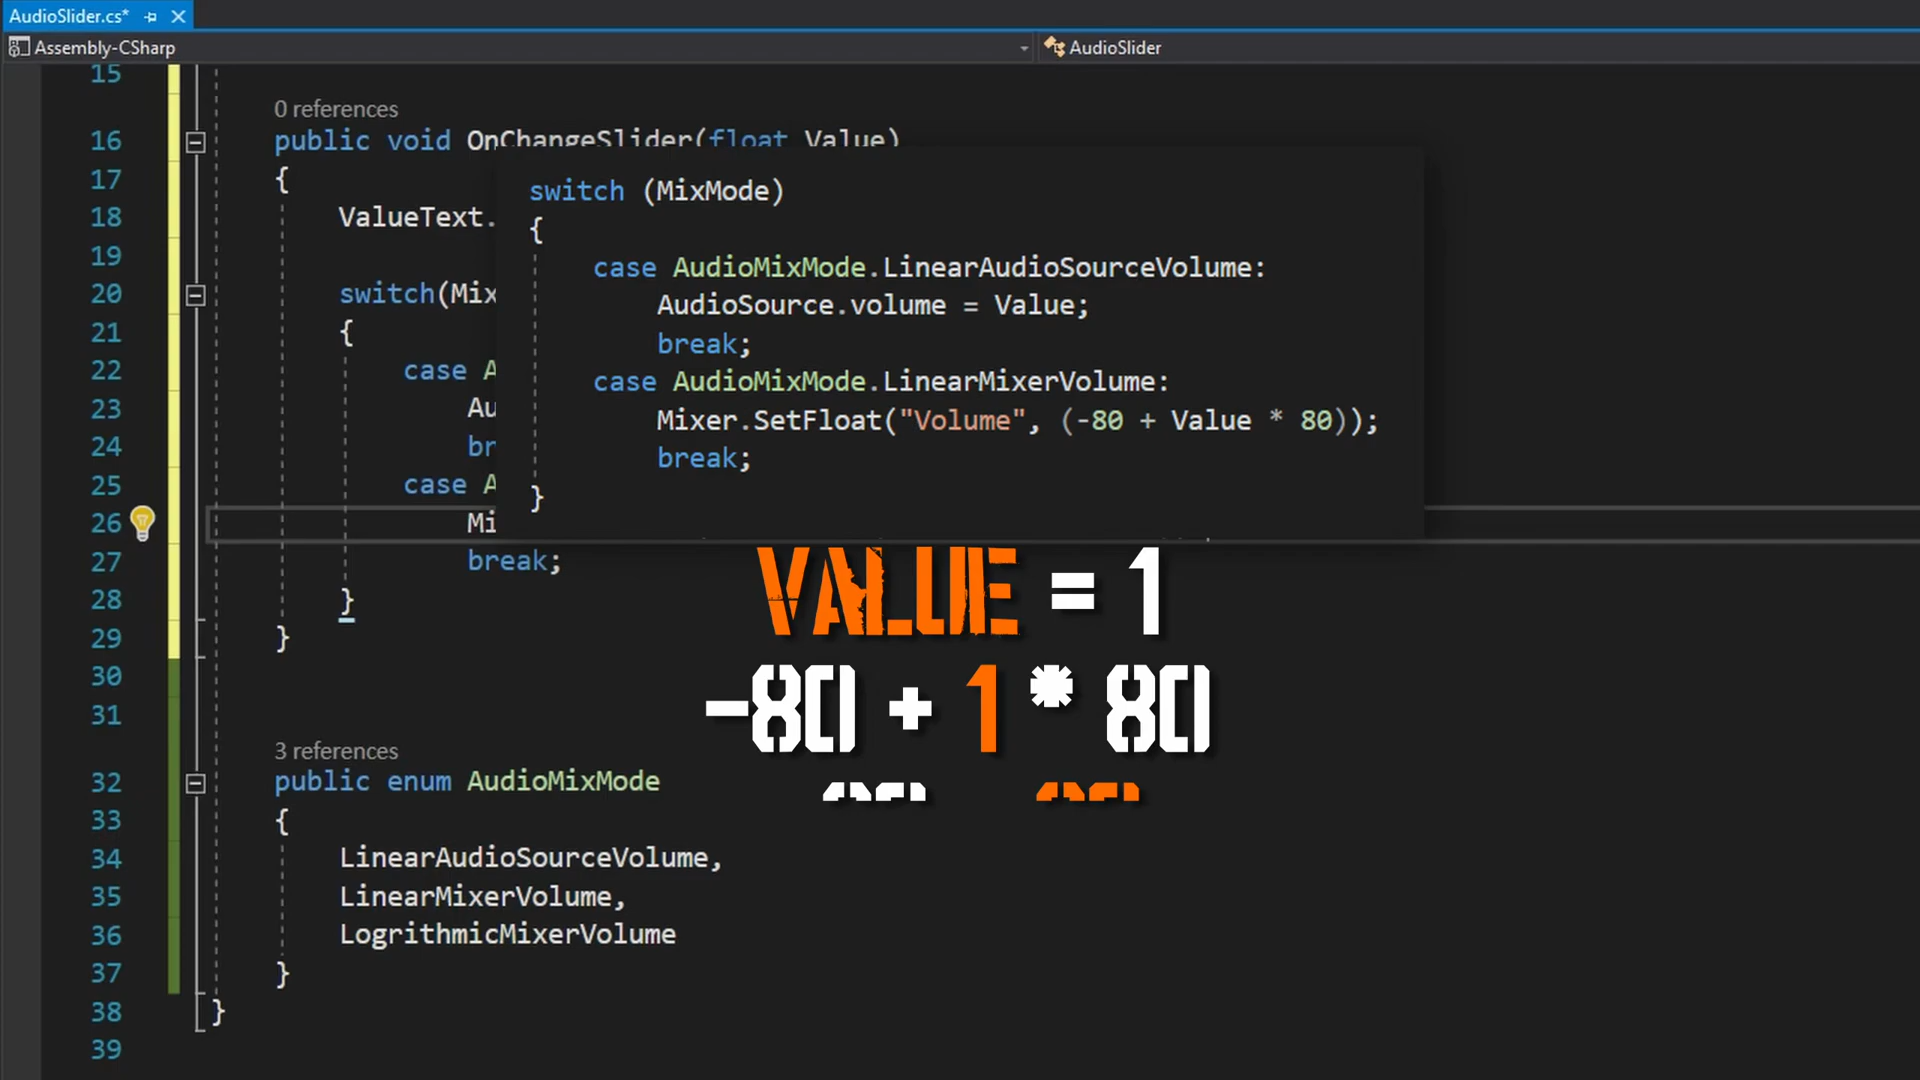 AudioSlider.cs*
Assembly-CSharp
AudioSlider
15
0 references
16 public void OnChangeSlider(float Value)
17 {
18 ValueText.
19
20 switch(Mix
21 {
22 case A
23 Au
24 br
25 case A
26 Mi
27 break;
28 }
29 }
30
31
3 references
32 public enum AudioMixMode
33 {
34 LinearAudioSourceVolume,
35 LinearMixerVolume,
36 LogrithmicMixerVolume
37 }
38 }
39
switch (MixMode)
{
case AudioMixMode.LinearAudioSourceVolume:
AudioSource.volume = Value;
break;
case AudioMixMode.LinearMixerVolume:
Mixer.SetFloat("Volume", (-80 + Value * 80));
break;
}
VALUE = 1
-80 + 1 * 80